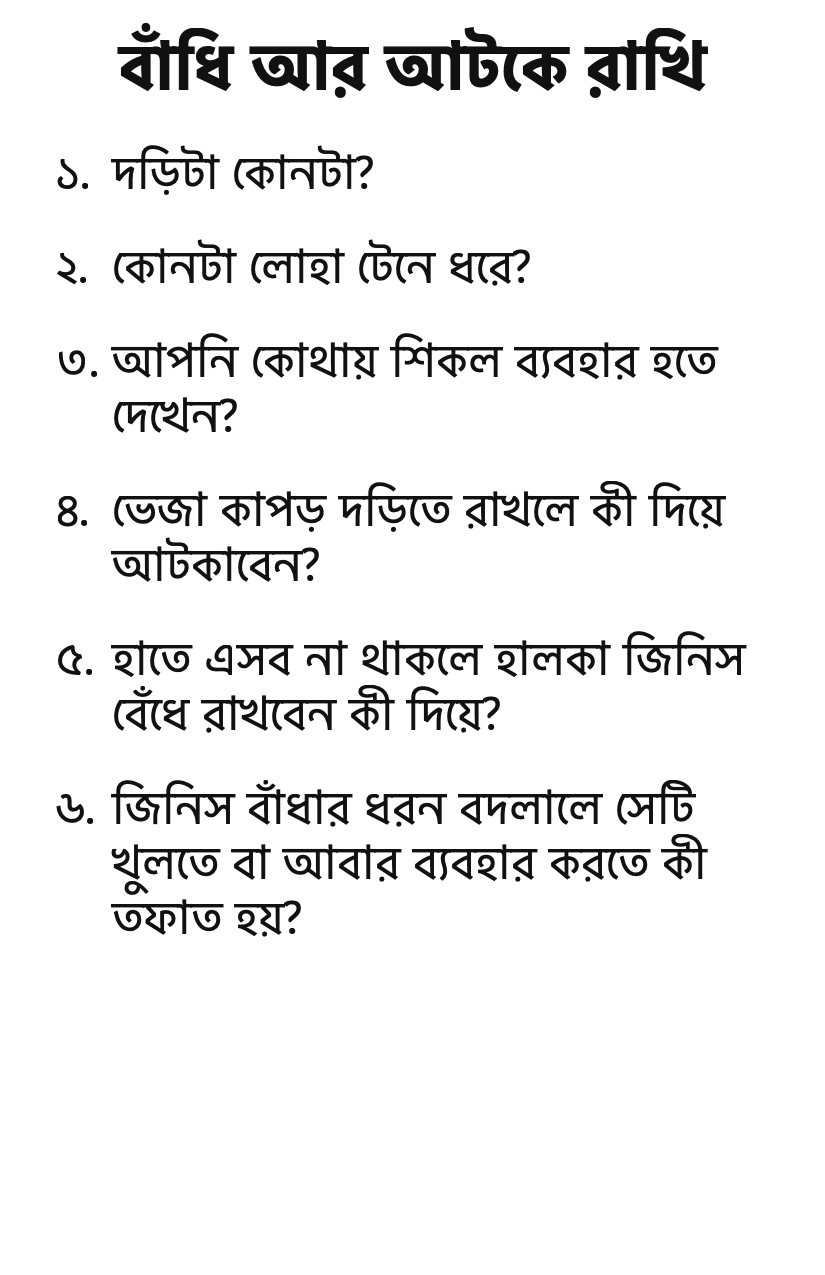 বাঁধি আর আটকে রাখি
১. দড়িটা কোনটা?
২. কোনটা লোহা টেনে ধরে?
৩. আপনি কোথায় শিকল ব্যবহার হতে
দেখেন?
৪. ভেজা কাপড় দড়িতে রাখলে কী দিয়ে
আটকাবেন?
৫. হাতে এসব না থাকলে হালকা জিনিস
বেঁধে রাখবেন কী দিয়ে?
৬. জিনিস বাঁধার ধরন বদলালে সেটি
খুলতে বা আবার ব্যবহার করতে কী
তফাত হয়?